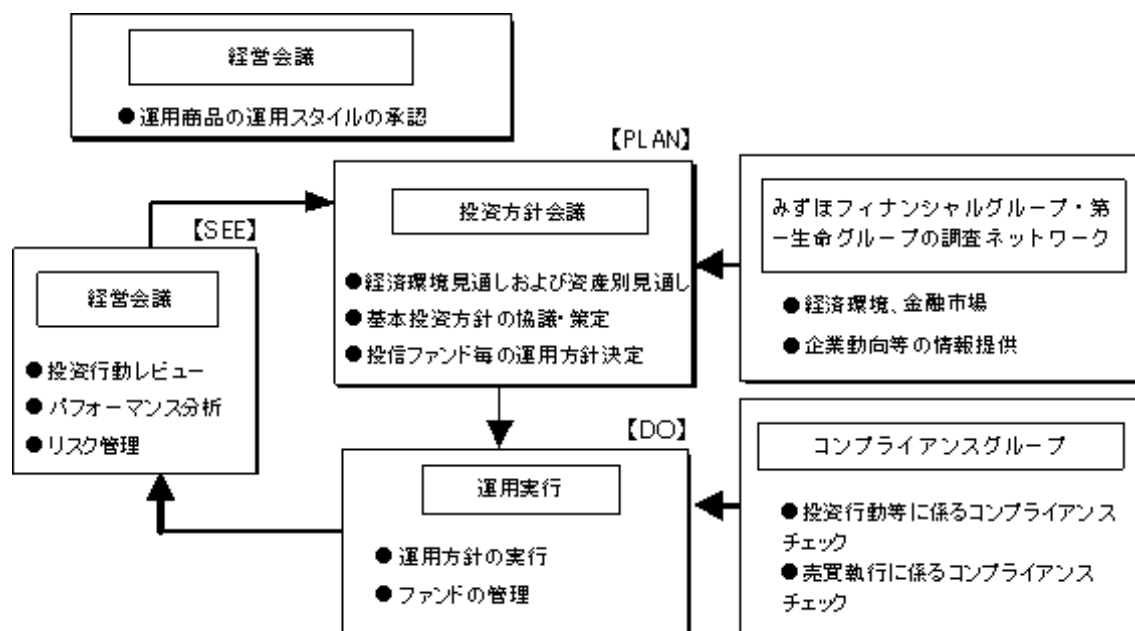 経営会議
●運用商品の運用スタイルの承認
【PLAN】
投資方針会議
●経済環境見通しおよび資産別見通し
●基本投資方針の協議・策定
●投信ファンド毎の運用方針決定
みずほフィナンシャルグループ・第
一生命グループの調査ネットワーク
●経済環境、金融市場
●企業動向等の情報提供
【SEE】
経営会議
●投資行動レビュー
●パフォーマンス分析
●リスク管理
【DO】
運用実行
●運用方針の実行
●ファンドの管理
コンプライアンスグループ
●投資行動等に係るコンプライアンス
チェック
●売買執行に係るコンプライアンス
チェック